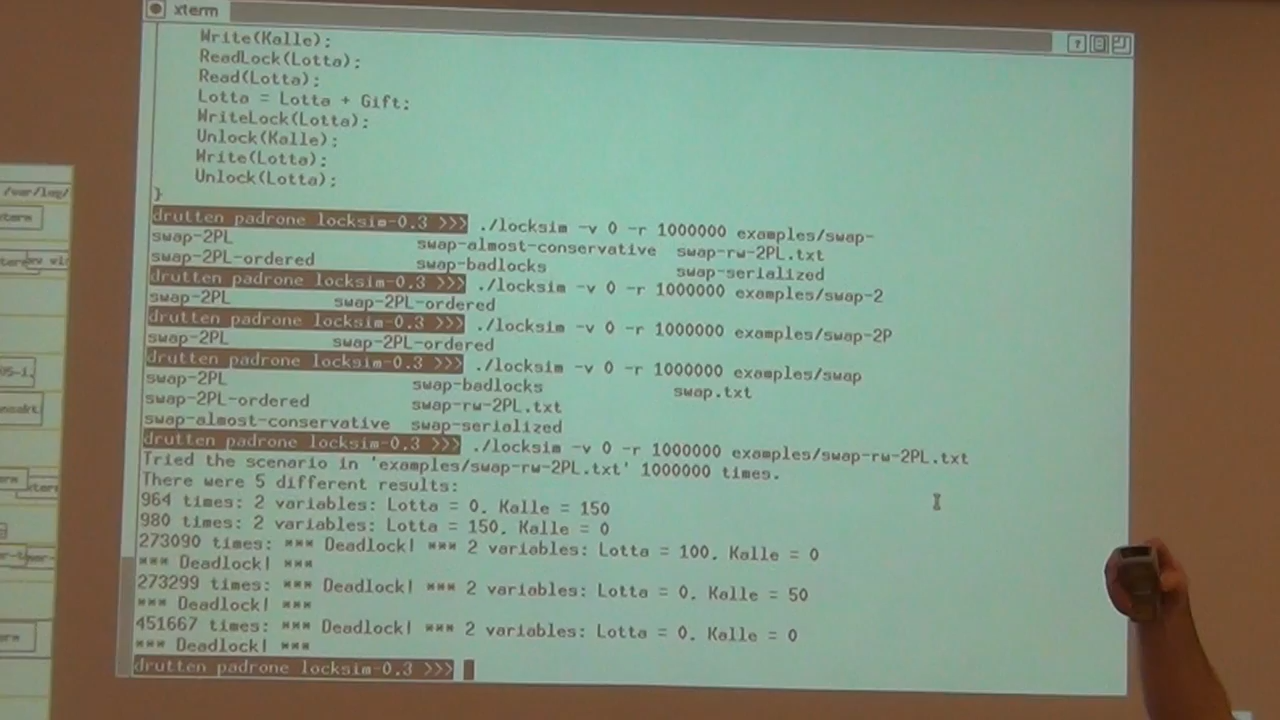 xterm
Write(Kalle);
ReadLock(Lotta);
Read(Lotta);
Lotta = Lotta + Gift;
WriteLock(Lotta);
Unlock(Kalle);
Write(Lotta);
Unlock(Lotta);
}
drutten padrone locksim-0.3 >>> ./locksim -v 0 -r 1000000 examples/swap-
swap-2PL swap-almost-conservative swap-rw-2PL.txt
swap-2PL-ordered swap-badlocks swap-serialized
drutten padrone locksim-0.3 >>> ./locksim -v 0 -r 1000000 examples/swap-2
swap-2PL swap-2PL-ordered
drutten padrone locksim-0.3 >>> ./locksim -v 0 -r 1000000 examples/swap-2P
swap-2PL swap-2PL-ordered
drutten padrone locksim-0.3 >>> ./locksim -v 0 -r 1000000 examples/swap
swap-2PL swap-badlocks swap.txt
swap-2PL-ordered swap-rw-2PL.txt
swap-almost-conservative swap-serialized
drutten padrone locksim-0.3 >>> ./locksim -v 0 -r 1000000 examples/swap-rw-2PL.txt
Tried the scenario in 'examples/swap-rw-2PL.txt' 1000000 times.
There were 5 different results:
964 times: 2 variables: Lotta = 0, Kalle = 150
980 times: 2 variables: Lotta = 150, Kalle = 0
273090 times: *** Deadlock! *** 2 variables: Lotta = 100, Kalle = 0
*** Deadlock! ***
273299 times: *** Deadlock! *** 2 variables: Lotta = 0, Kalle = 50
*** Deadlock! ***
451667 times: *** Deadlock! *** 2 variables: Lotta = 0, Kalle = 0
*** Deadlock! ***
drutten padrone locksim-0.3 >>>
/var/log/